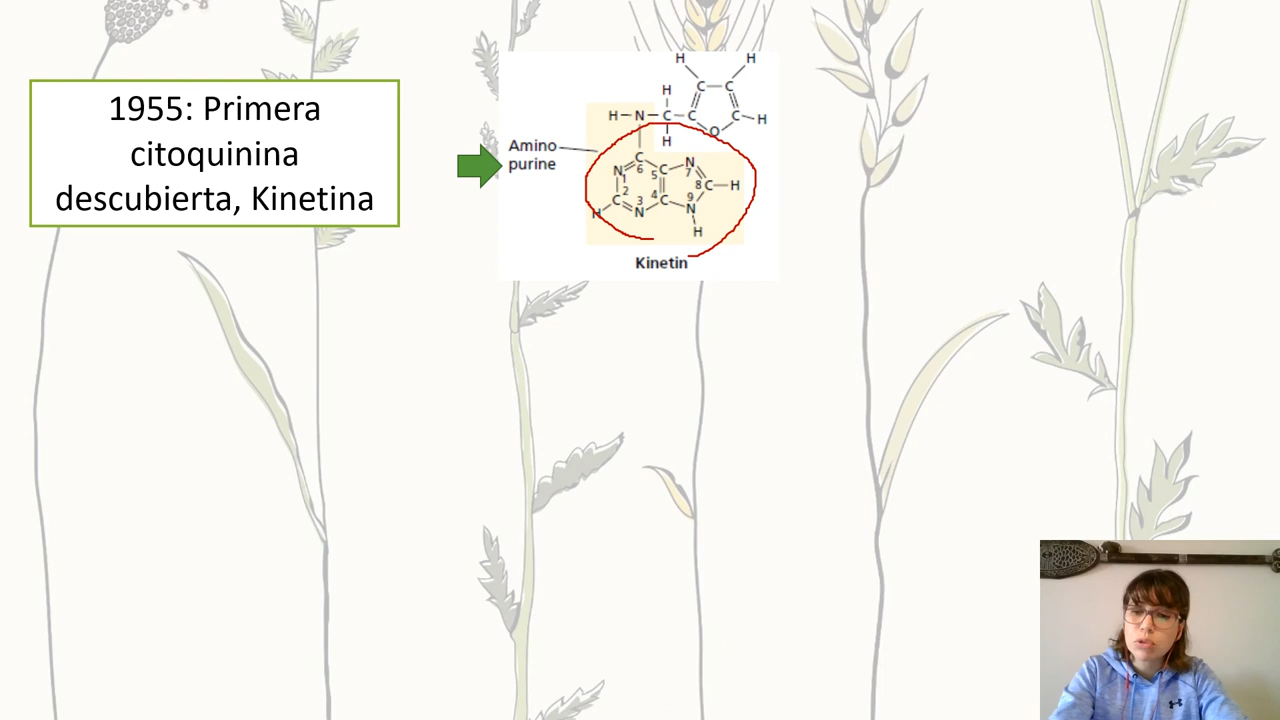 1955: Primera
citoquinina
descubierta, Kinetina
Amino
purine
H H
H C C
H N C C C H
H O
N 6 5 N 7
1 C C 8 C H
2 C 3 N 4 C 9 N
H H
Kinetin